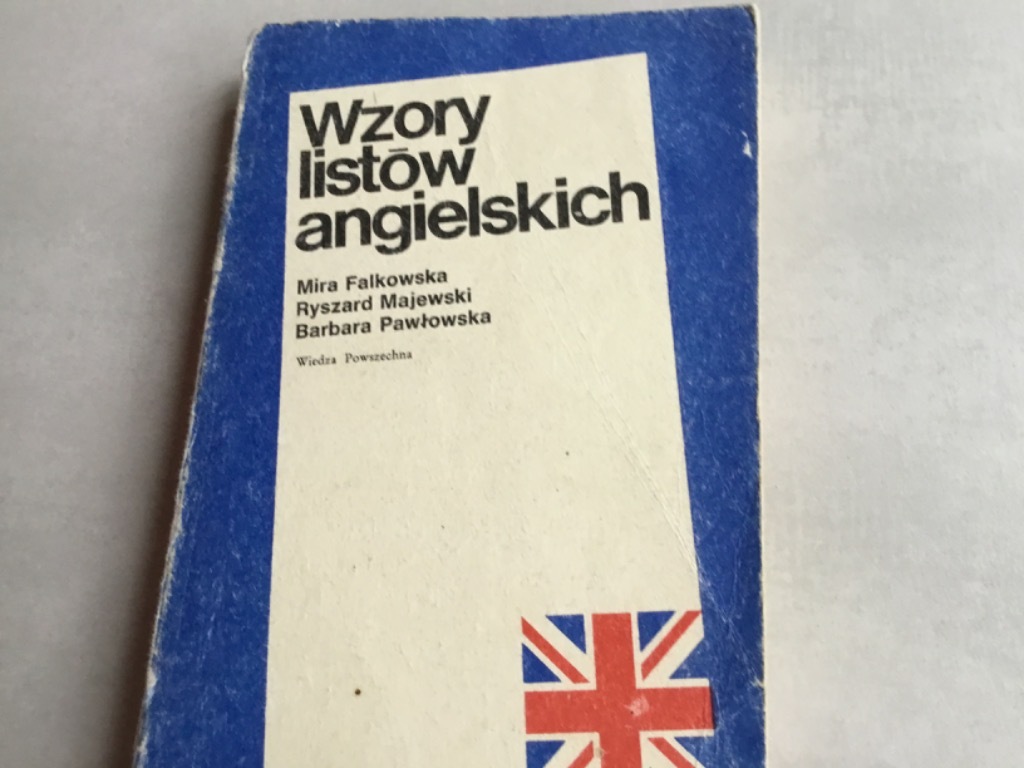 Wzory
listów
angielskich
Mira Falkowska
Ryszard Majewski
Barbara Pawłowska
Wiedza Powszechna